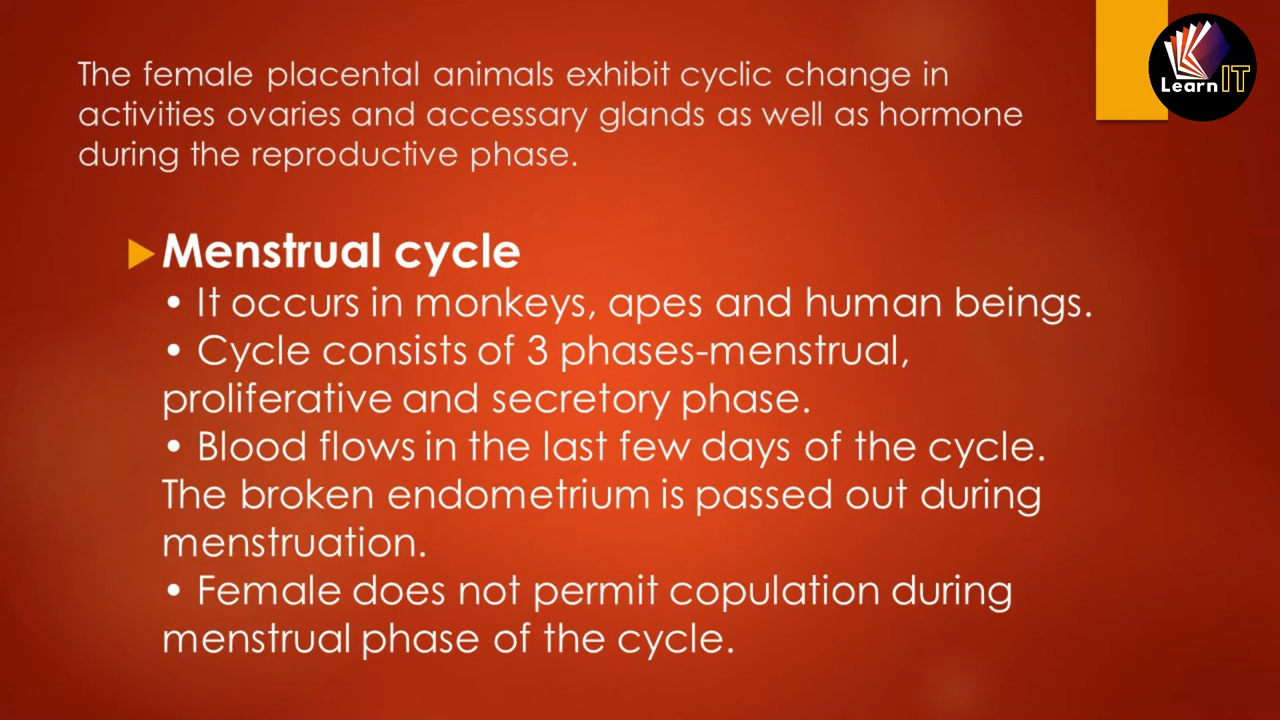 The female placental animals exhibit cyclic change in
activities ovaries and accessary glands as well as hormone
during the reproductive phase.
Learn IT
Menstrual cycle
• It occurs in monkeys, apes and human beings.
• Cycle consists of 3 phases-menstrual,
proliferative and secretory phase.
• Blood flows in the last few days of the cycle.
The broken endometrium is passed out during
menstruation.
• Female does not permit copulation during
menstrual phase of the cycle.